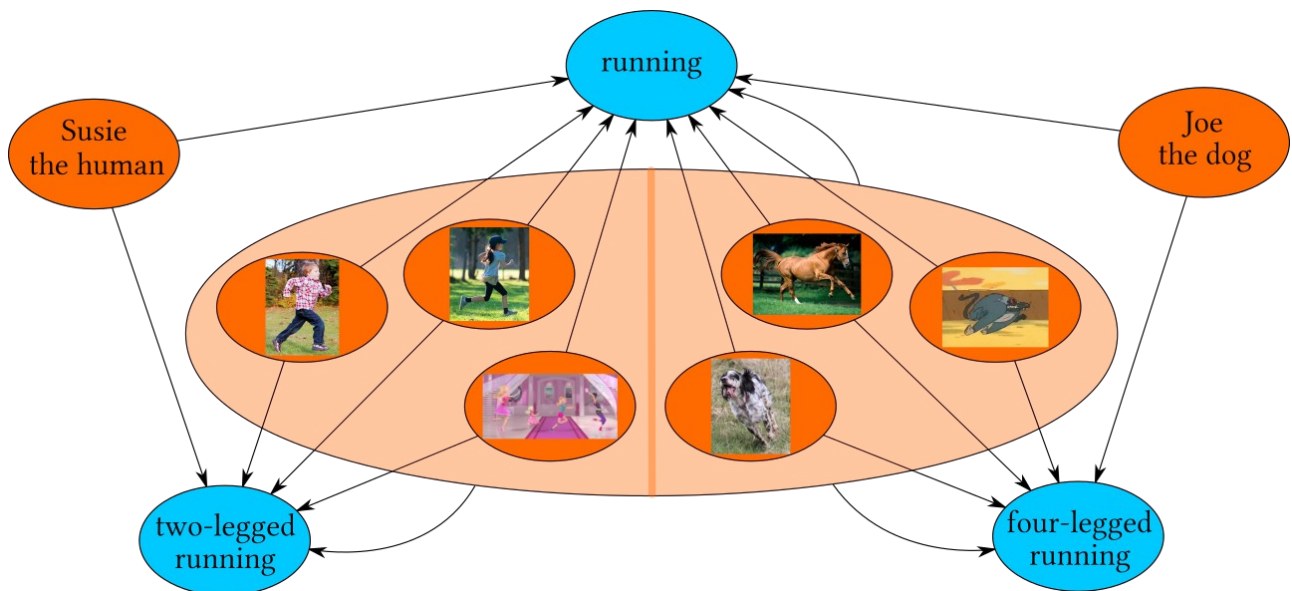 running
Susie
the human
Joe
the dog
two-legged
running
four-legged
running